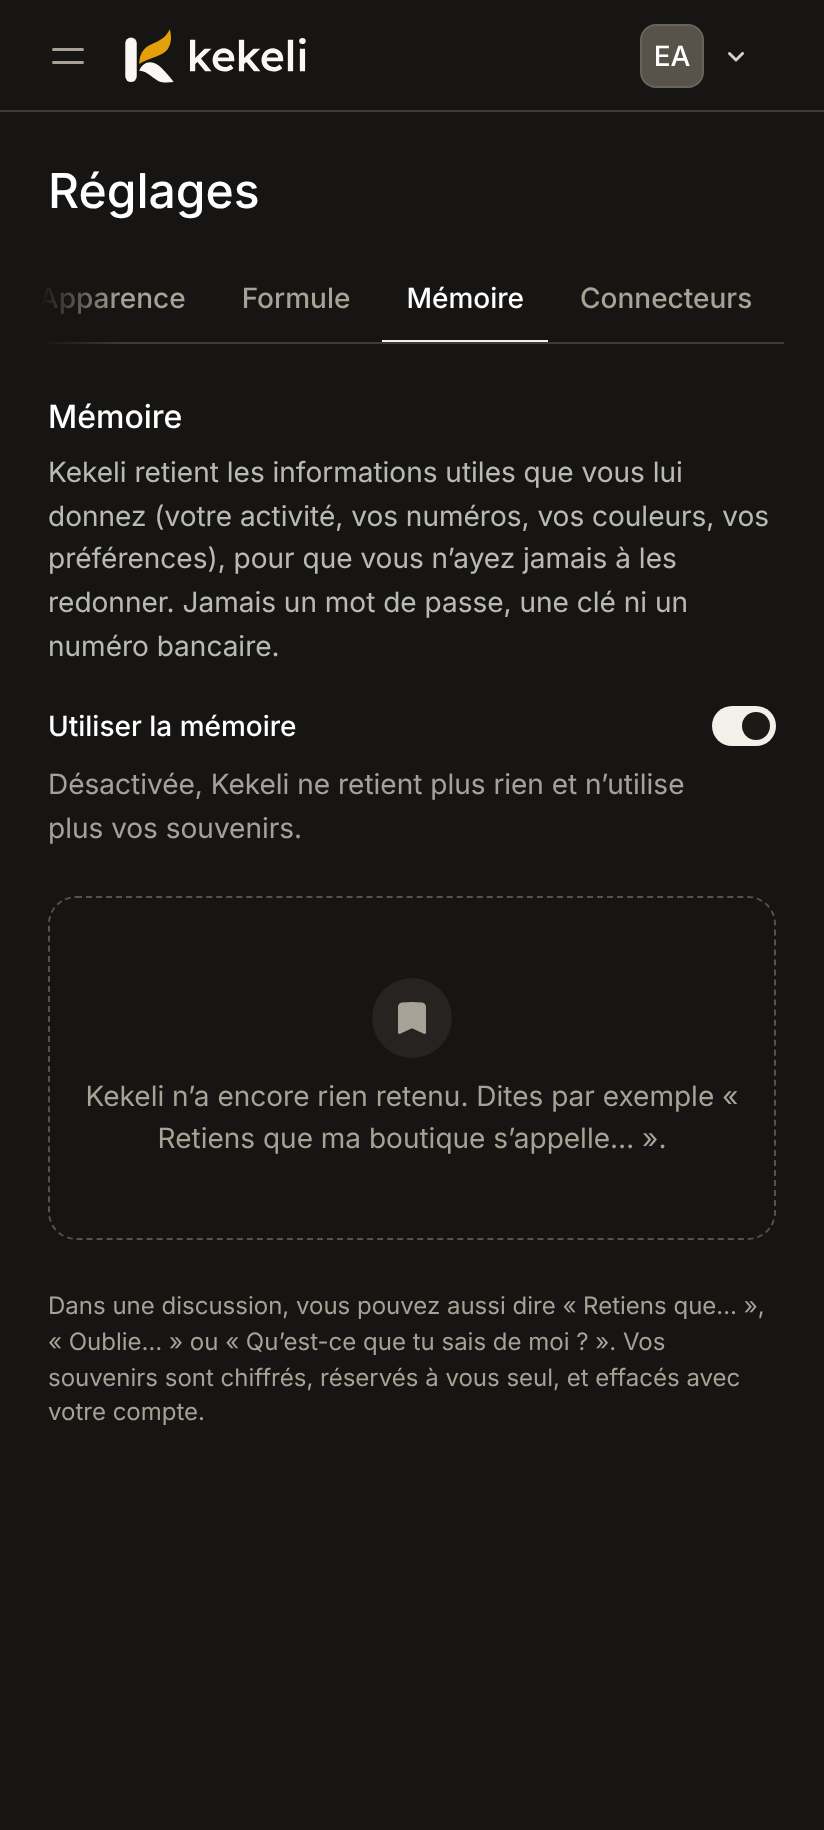 kekeli
EA
Réglages
Apparence Formule Mémoire Connecteurs
Mémoire
Kekeli retient les informations utiles que vous lui
donnez (votre activité, vos numéros, vos couleurs, vos
préférences), pour que vous n’ayez jamais à les
redonner. Jamais un mot de passe, une clé ni un
numéro bancaire.
Utiliser la mémoire
Désactivée, Kekeli ne retient plus rien et n’utilise
plus vos souvenirs.
Kekeli n’a encore rien retenu. Dites par exemple «
Retiens que ma boutique s’appelle… ».
Dans une discussion, vous pouvez aussi dire « Retiens que… »,
« Oublie… » ou « Qu’est-ce que tu sais de moi ? ». Vos
souvenirs sont chiffrés, réservés à vous seul, et effacés avec
votre compte.